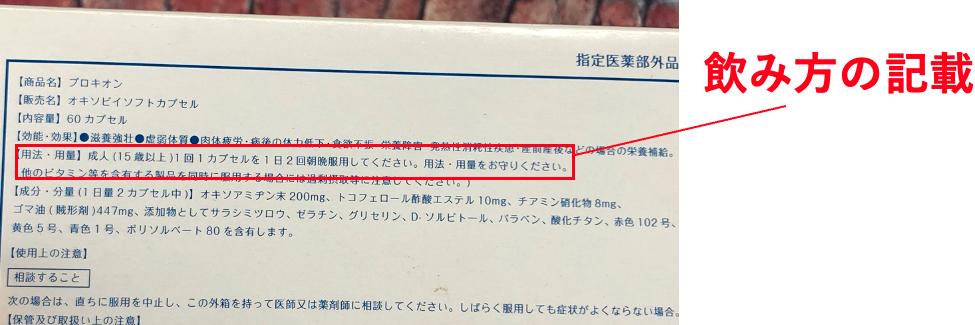 指定医薬部外品
飲み方の記載
【商品名】プロキオン
【販売名】オキソピイソフトカプセル
【内容量】60カプセル
【効能・効果】●滋養強壮●虚弱体質●肉体疲労・病後の体力低下・食欲不振・栄養障害・発熱性消耗性疾患・産前産後などの場合の栄養補給。
【用法・用量】成人(15歳以上)1回1カプセルを1日2回朝晩服用してください。用法・用量をお守りください。
他のビタミン等を含有する製品を同時に服用する場合には過剰摂取等に注意してください。)
【成分・分量(1日量2カプセル中)】オキソアミヂン末200mg、トコフェロール酢酸エステル10mg、チアミン硝化物8mg、
ゴマ油(賦形剤)447mg、添加物としてサラシミツロウ、ゼラチン、グリセリン、D-ソルビトール、パラベン、酸化チタン、赤色102号、
黄色5号、青色1号、ポリソルベート80を含有します。
【使用上の注意】
相談すること
次の場合は、直ちに服用を中止し、この外箱を持って医師又は薬剤師に相談してください。しばらく服用しても症状がよくならない場合。
【保管及び取扱い上の注意】